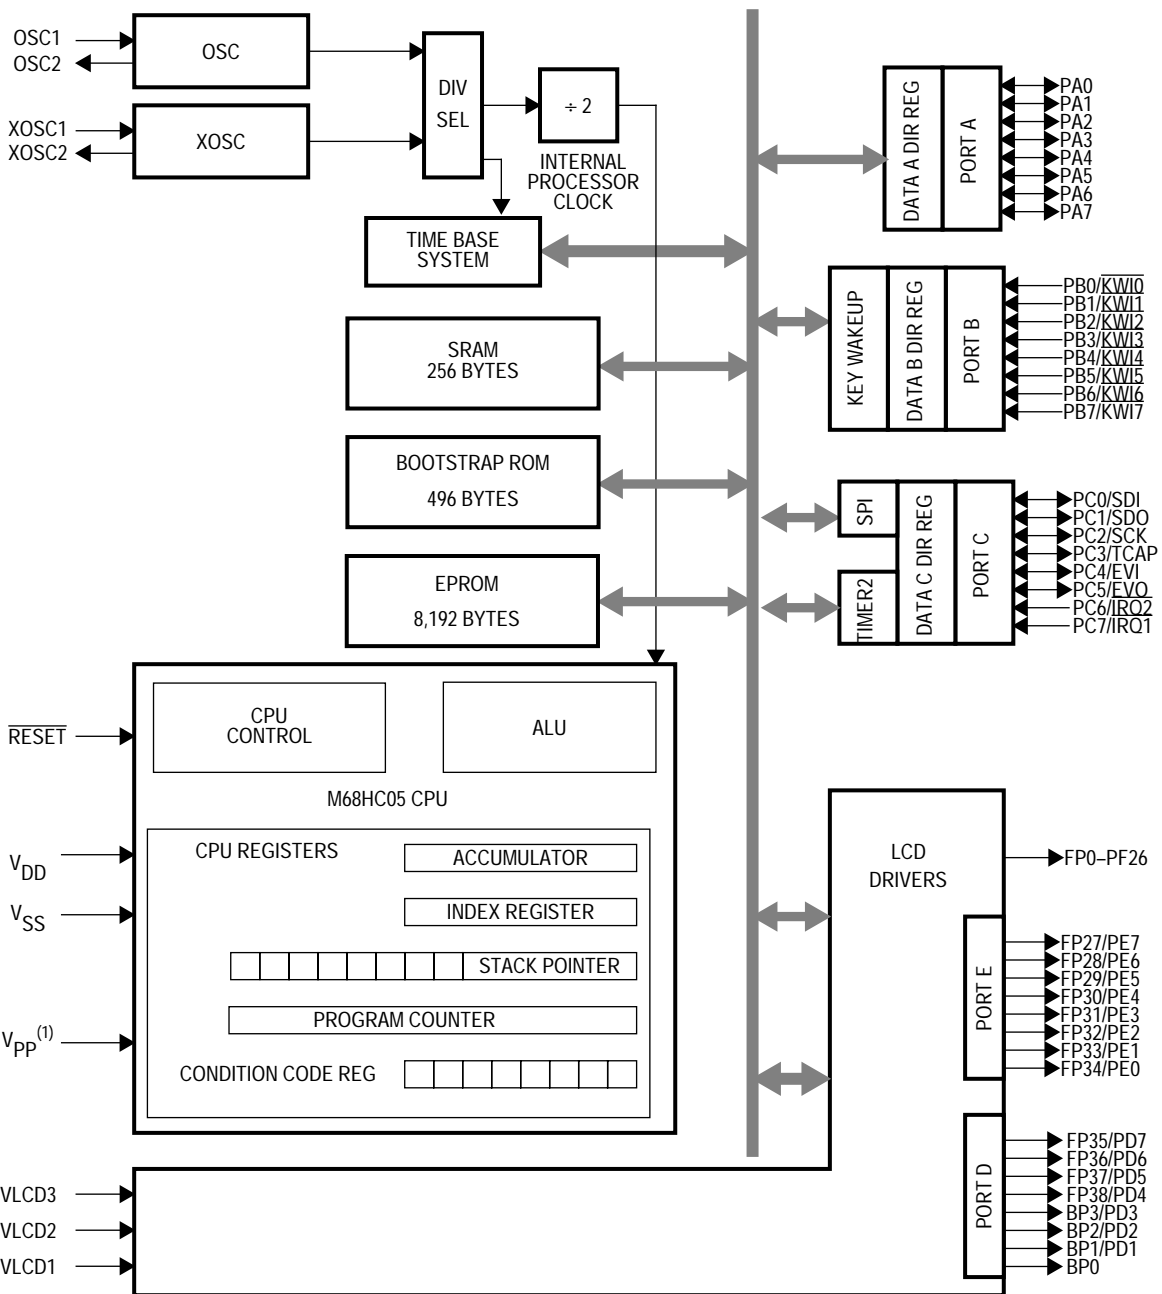 OSC1
OSC2
OSC
XOSC1
XOSC2
XOSC
DIV
SEL
÷ 2
INTERNAL
PROCESSOR
CLOCK
TIME BASE
SYSTEM
SRAM
256 BYTES
BOOTSTRAP ROM
496 BYTES
EPROM
8,192 BYTES
DATA A DIR REG
PORT A
PA0
PA1
PA2
PA3
PA4
PA5
PA6
PA7
KEY WAKEUP
DATA B DIR REG
PORT B
PB0/KWI0
PB1/KWI1
PB2/KWI2
PB3/KWI3
PB4/KWI4
PB5/KWI5
PB6/KWI6
PB7/KWI7
SPI
TIMER2
DATA C DIR REG
PORT C
PC0/SDI
PC1/SDO
PC2/SCK
PC3/TCAP
PC4/EVI
PC5/EVO
PC6/IRQ2
PC7/IRQ1
RESET
VDD
VSS
VPP(1)
CPU
CONTROL
ALU
M68HC05 CPU
CPU REGISTERS
ACCUMULATOR
INDEX REGISTER
STACK POINTER
PROGRAM COUNTER
CONDITION CODE REG
LCD
DRIVERS
FP0–PF26
PORT E
FP27/PE7
FP28/PE6
FP29/PE5
FP30/PE4
FP31/PE3
FP32/PE2
FP33/PE1
FP34/PE0
PORT D
FP35/PD7
FP36/PD6
FP37/PD5
FP38/PD4
BP3/PD3
BP2/PD2
BP1/PD1
BP0
VLCD3
VLCD2
VLCD1